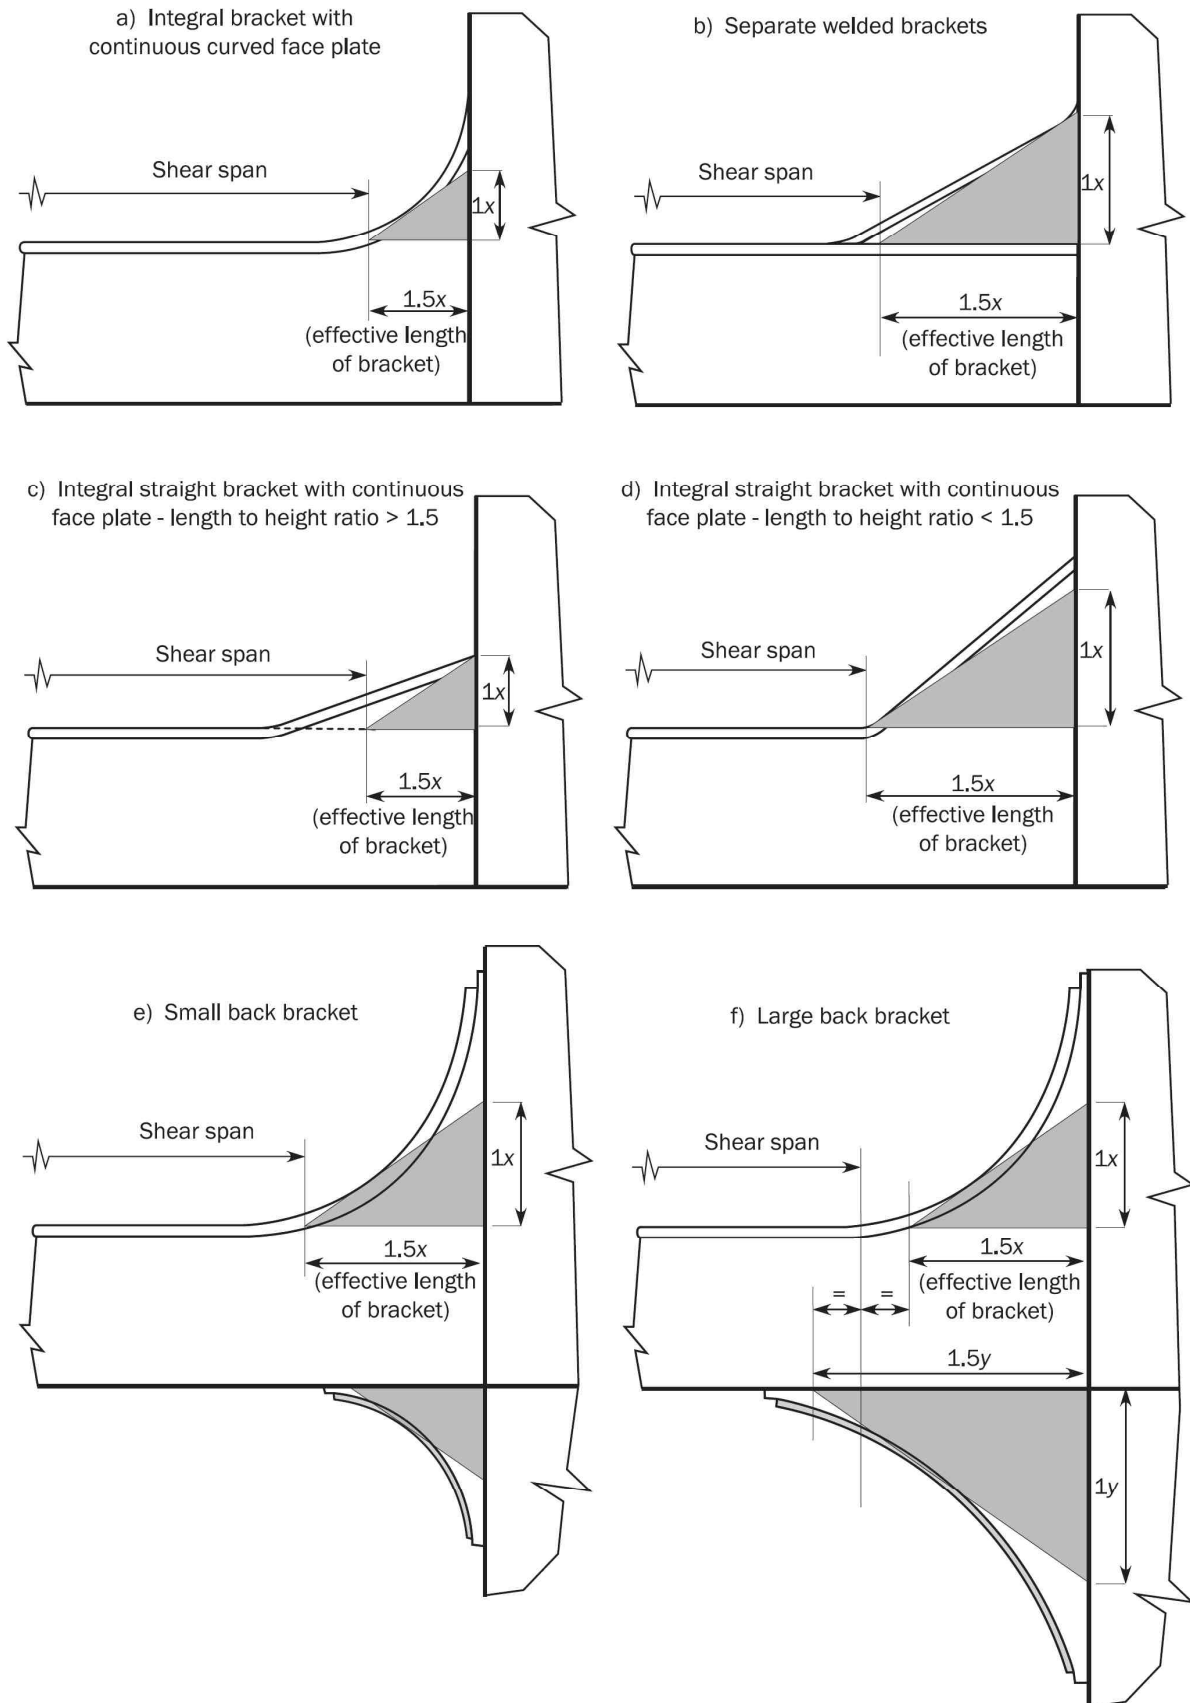 a) Integral bracket with
continuous curved face plate
Shear span
1x
1.5x
(effective length
of bracket)
b) Separate welded brackets
Shear span
1x
1.5x
(effective length
of bracket)
c) Integral straight bracket with continuous
face plate - length to height ratio > 1.5
Shear span
1x
1.5x
(effective length
of bracket)
d) Integral straight bracket with continuous
face plate - length to height ratio < 1.5
Shear span
1x
1.5x
(effective length
of bracket)
e) Small back bracket
Shear span
1x
1.5x
(effective length
of bracket)
f) Large back bracket
Shear span
1x
1.5x
(effective length
of bracket)
= =
1.5y
1y